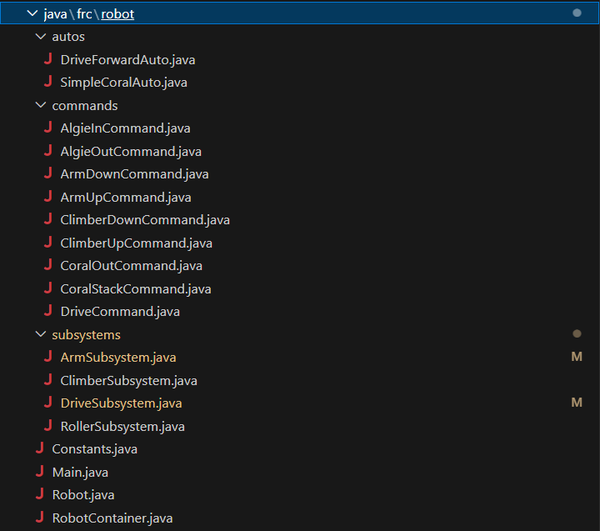 java\frc\robot
autos
DriveForwardAuto.java
SimpleCoralAuto.java
commands
AlgieInCommand.java
AlgieOutCommand.java
ArmDownCommand.java
ArmUpCommand.java
ClimberDownCommand.java
ClimberUpCommand.java
CoralOutCommand.java
CoralStackCommand.java
DriveCommand.java
subsystems
ArmSubsystem.java M
ClimberSubsystem.java
DriveSubsystem.java M
RollerSubsystem.java
Constants.java
Main.java
Robot.java
RobotContainer.java